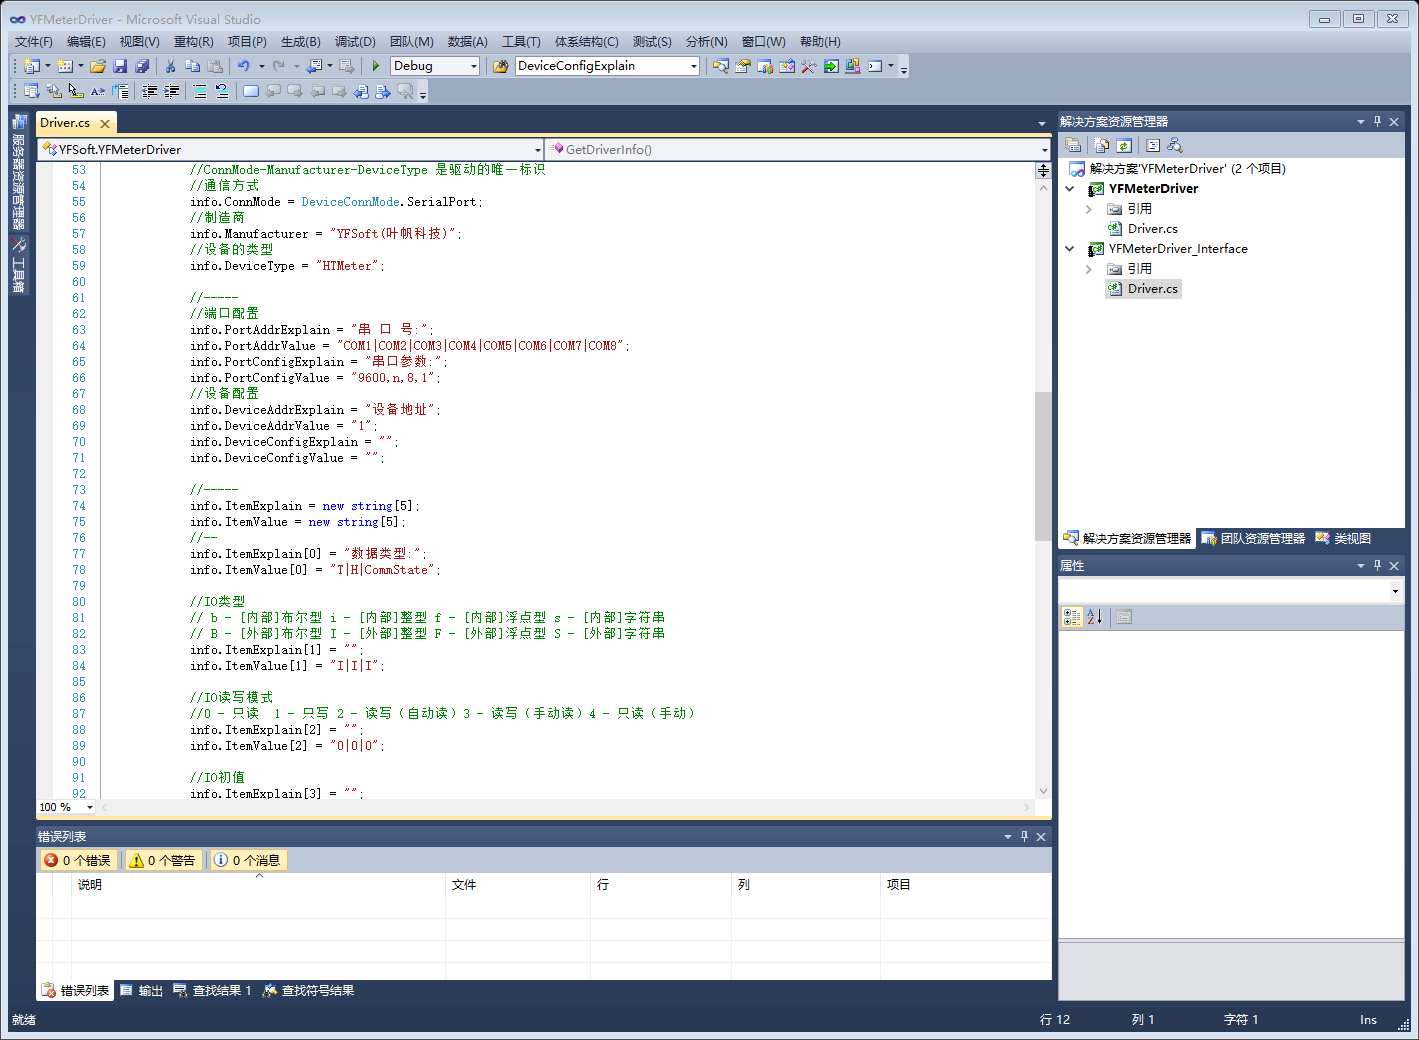 YFMeterDriver - Microsoft Visual Studio
文件(F) 编辑(E) 视图(V) 重构(R) 项目(P) 生成(B) 调试(D) 团队(M) 数据(A) 工具(T) 体系结构(C) 测试(S) 分析(N) 窗口(W) 帮助(H)
Debug DeviceConfigExplain
服务器资源管理器
工具箱
Driver.cs
YFSoft.YFMeterDriver GetDriverInfo()
53 //ConnMode-Manufacturer-DeviceType 是驱动的唯一标识
54 //通信方式
55 info.ConnMode = DeviceConnMode.SerialPort;
56 //制造商
57 info.Manufacturer = "YFSoft(叶帆科技)";
58 //设备的类型
59 info.DeviceType = "HTMeter";
60
61 //-----
62 //端口配置
63 info.PortAddrExplain = "串 口 号:";
64 info.PortAddrValue = "COM1|COM2|COM3|COM4|COM5|COM6|COM7|COM8";
65 info.PortConfigExplain = "串口参数:";
66 info.PortConfigValue = "9600,n,8,1";
67 //设备配置
68 info.DeviceAddrExplain = "设备地址";
69 info.DeviceAddrValue = "1";
70 info.DeviceConfigExplain = "";
71 info.DeviceConfigValue = "";
72
73 //-----
74 info.ItemExplain = new string[5];
75 info.ItemValue = new string[5];
76 //--
77 info.ItemExplain[0] = "数据类型:";
78 info.ItemValue[0] = "T|H|CommState";
79
80 //IO类型
81 // b - [内部]布尔型 i - [内部]整型 f - [内部]浮点型 s - [内部]字符串
82 // B - [外部]布尔型 I - [外部]整型 F - [外部]浮点型 S - [外部]字符串
83 info.ItemExplain[1] = "";
84 info.ItemValue[1] = "I|I|I";
85
86 //IO读写模式
87 //0 - 只读 1 - 只写 2 - 读写（自动读）3 - 读写（手动读）4 - 只读（手动）
88 info.ItemExplain[2] = "";
89 info.ItemValue[2] = "0|0|0";
90
91 //IO初值
92 info.ItemExplain[3] = "";
100 %
解决方案资源管理器
解决方案'YFMeterDriver' (2 个项目)
YFMeterDriver
引用
Driver.cs
YFMeterDriver_Interface
引用
Driver.cs
解决方案资源管理器 团队资源管理器 类视图
属性
错误列表
0 个错误 0 个警告 0 个消息
说明 文件 行 列 项目
错误列表 输出 查找结果 1 查找符号结果
就绪 行 12 列 1 字符 1 Ins